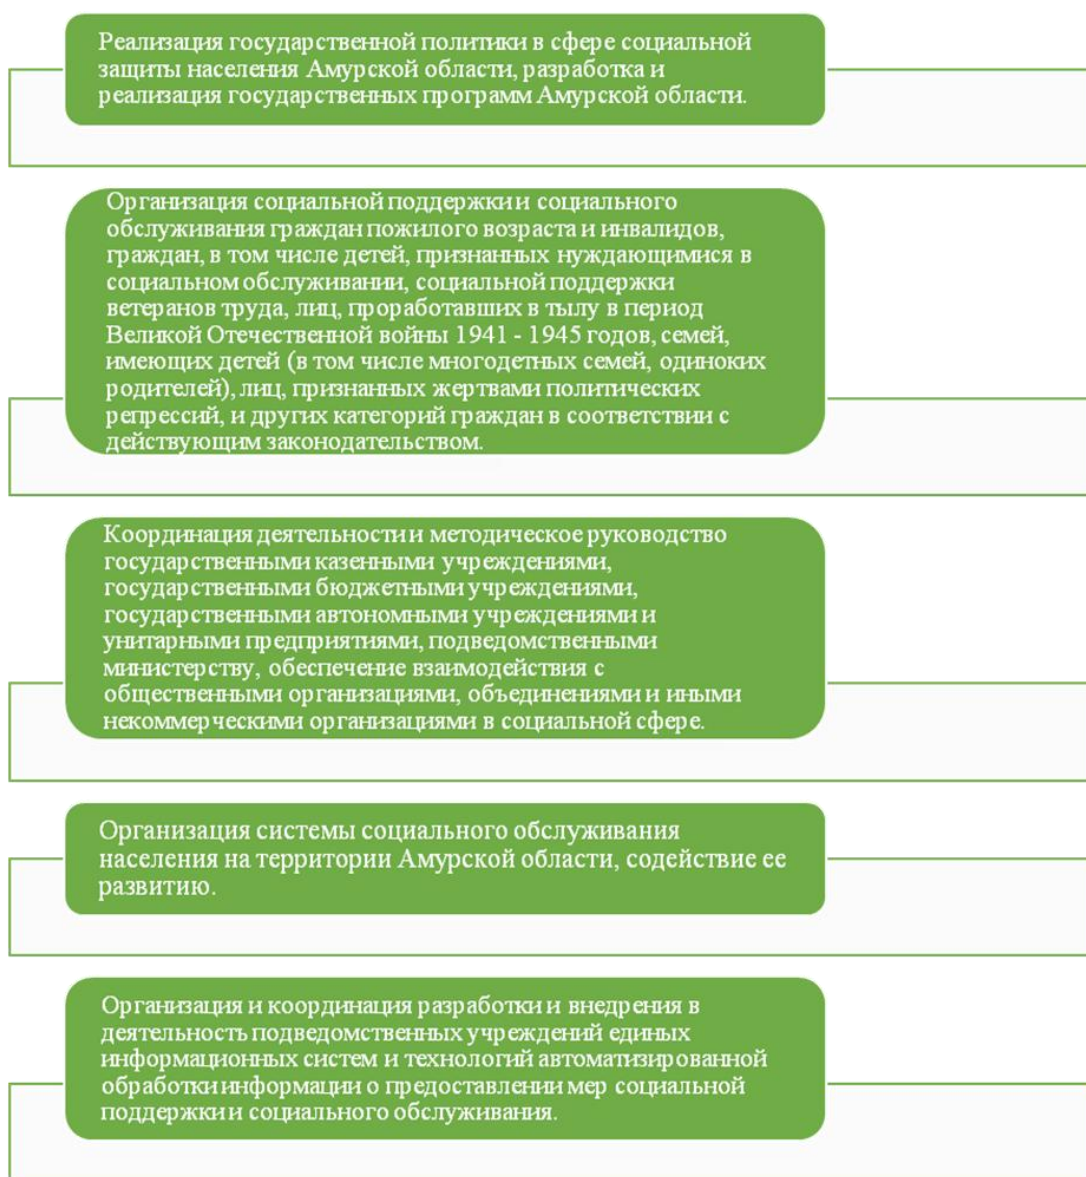 Реализация государственной политики в сфере социальной
защиты населения Амурской области, разработка и
реализация государственных программ Амурской области.
Организация социальной поддержки и социального
обслуживания граждан пожилого возраста и инвалидов,
граждан, в том числе детей, признанных нуждающимися в
социальном обслуживании, социальной поддержки
ветеранов труда, лиц, проработавших в тылу в период
Великой Отечественной войны 1941 - 1945 годов, семей,
имеющих детей (в том числе многодетных семей, одиноких
родителей), лиц, признанных жертвами политических
репрессий, и других категорий граждан в соответствии с
действующим законодательством.
Координация деятельности и методическое руководство
государственными казенными учреждениями,
государственными бюджетными учреждениями,
государственными автономными учреждениями и
унитарными предприятиями, подведомственными
министерству, обеспечение взаимодействия с
общественными организациями, объединениями и иными
некоммерческими организациями в социальной сфере.
Организация системы социального обслуживания
населения на территории Амурской области, содействие ее
развитию.
Организация и координация разработки и внедрения в
деятельность подведомственных учреждений единых
информационных систем и технологий автоматизированной
обработки информации о предоставлении мер социальной
поддержки и социального обслуживания.